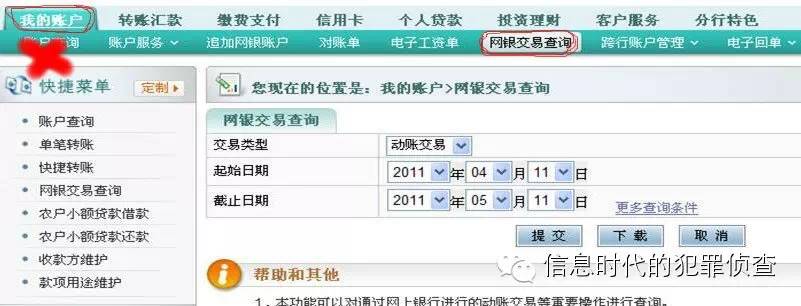 我的账户 转账汇款 缴费支付 信用卡 个人贷款 投资理财 客户服务 分行特色
账户查询 账户服务 追加网银账户 对账单 电子工资单 网银交易查询 跨行账户管理 电子回单
快捷菜单 定制
账户查询
单笔转账
快捷转账
网银交易查询
农户小额贷款借款
农户小额贷款还款
收款方维护
款项用途维护
您现在的位置是：我的账户>网银交易查询
网银交易查询
交易类型 动账交易
起始日期 2011 年 04 月 11 日
截止日期 2011 年 05 月 11 日
更多查询条件
提 交 下 载 取 消
帮助和其他
1、本功能可以对通过网上银行进行的动账交易等重要操作进行查询。
信息时代的犯罪侦查